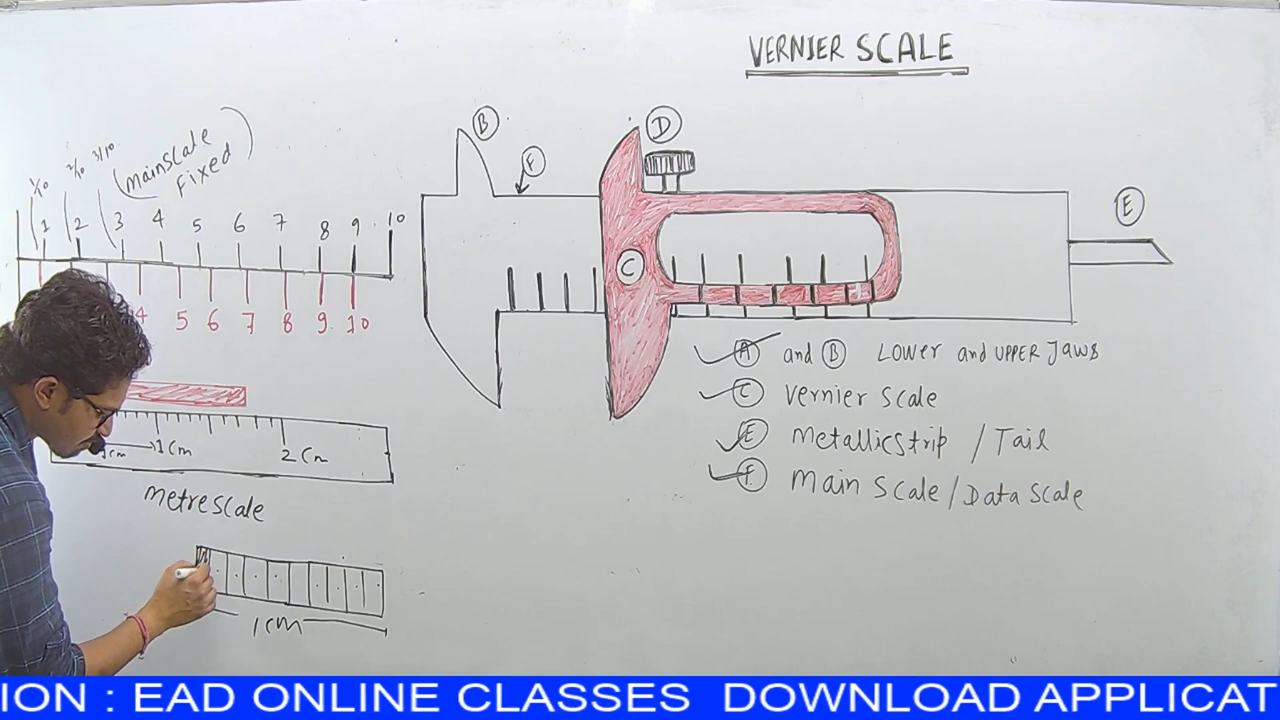 VERNIER SCALE
B
D
F
E
C
1/10
2/10
3/10
(Mainscale
Fixed)
1 2 3 4 5 6 7 8 9 10
4 5 6 7 8 9 10
1cm
2cm
Metrescale
1cm
A and B Lower and UPPER Jaws
C Vernier Scale
E Metallicstrip / Tail
F Main Scale/Data Scale
ION : EAD ONLINE CLASSES DOWNLOAD APPLICAT